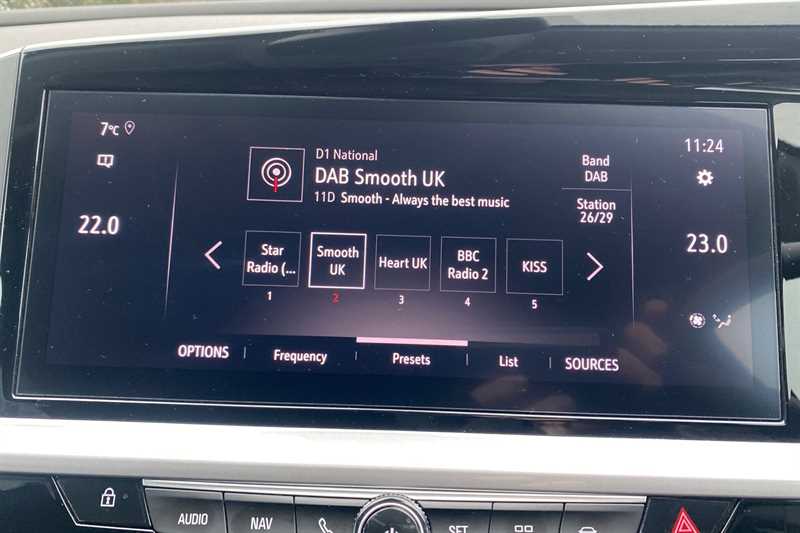 7°C
11:24
D1 National
DAB Smooth UK
11D Smooth - Always the best music
Band
DAB
Station
26/29
22.0
23.0
Star
Radio (...
Smooth
UK
Heart UK
BBC
Radio 2
KISS
1
2
3
4
5
OPTIONS
Frequency
Presets
List
SOURCES
AUDIO
NAV
SET